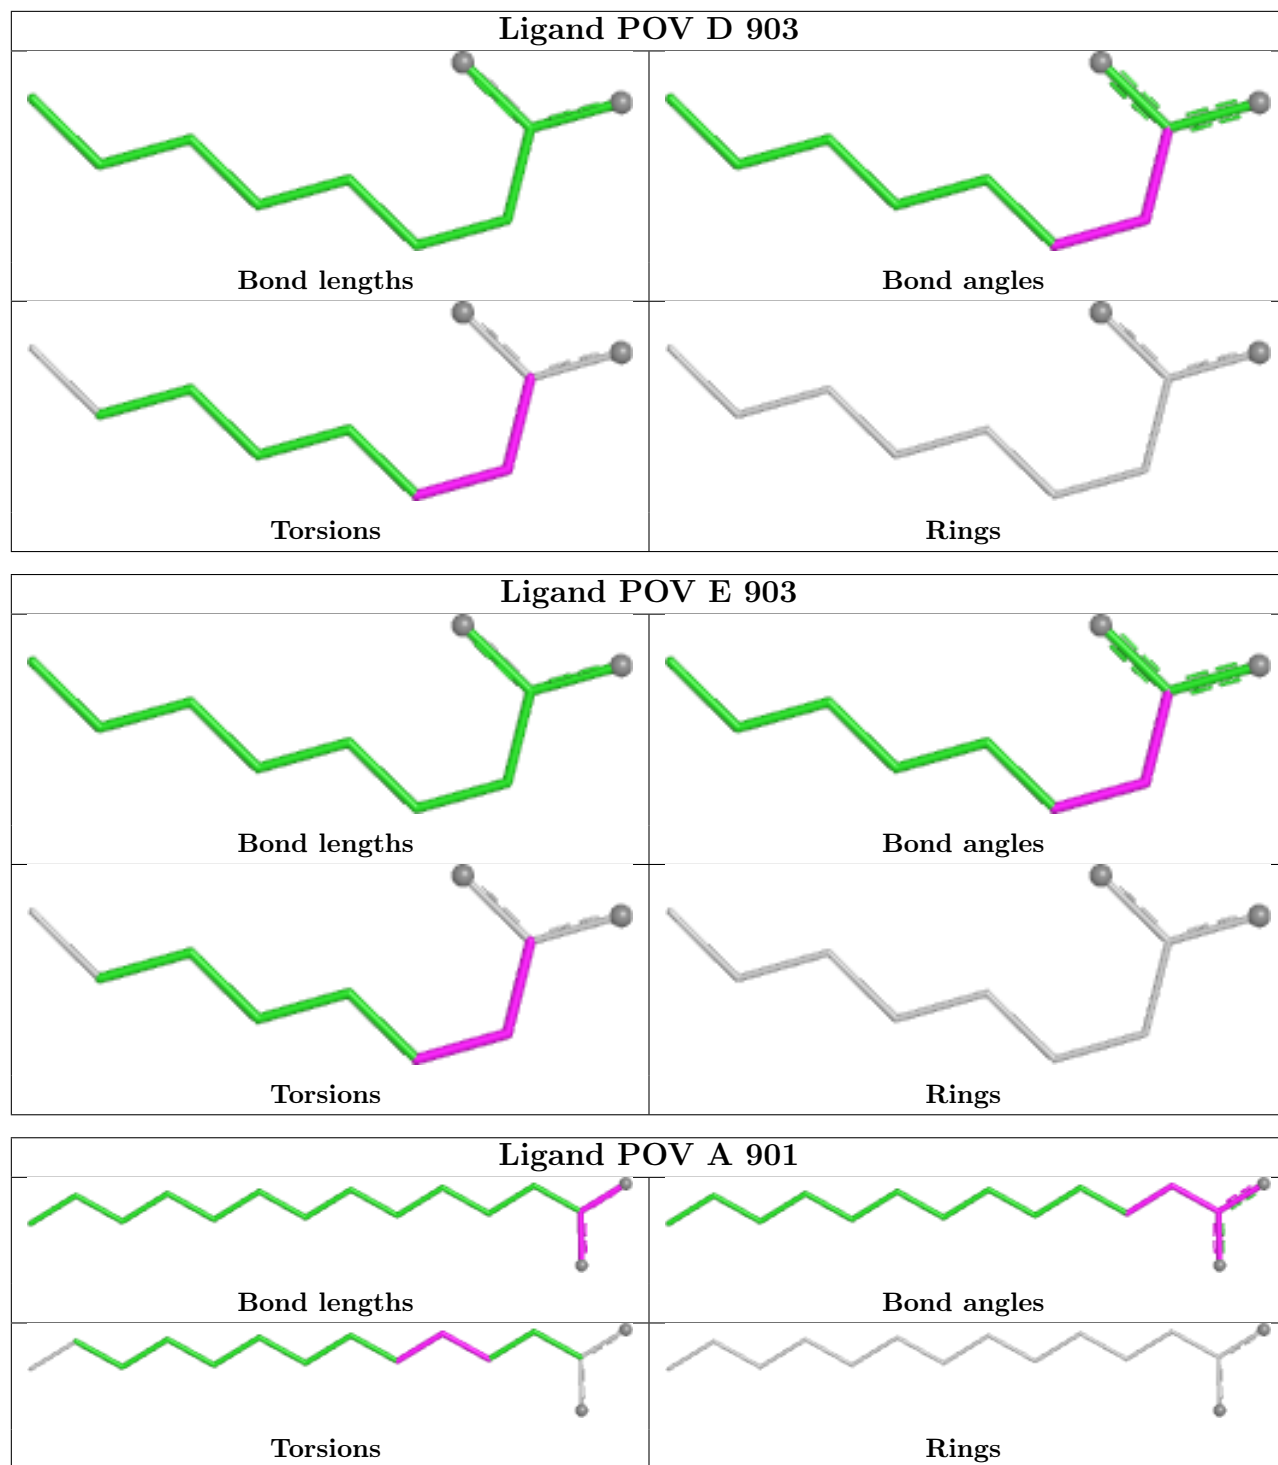 Ligand POV D 903
Bond lengths
Bond angles
Torsions
Rings
Ligand POV E 903
Bond lengths
Bond angles
Torsions
Rings
Ligand POV A 901
Bond lengths
Bond angles
Torsions
Rings